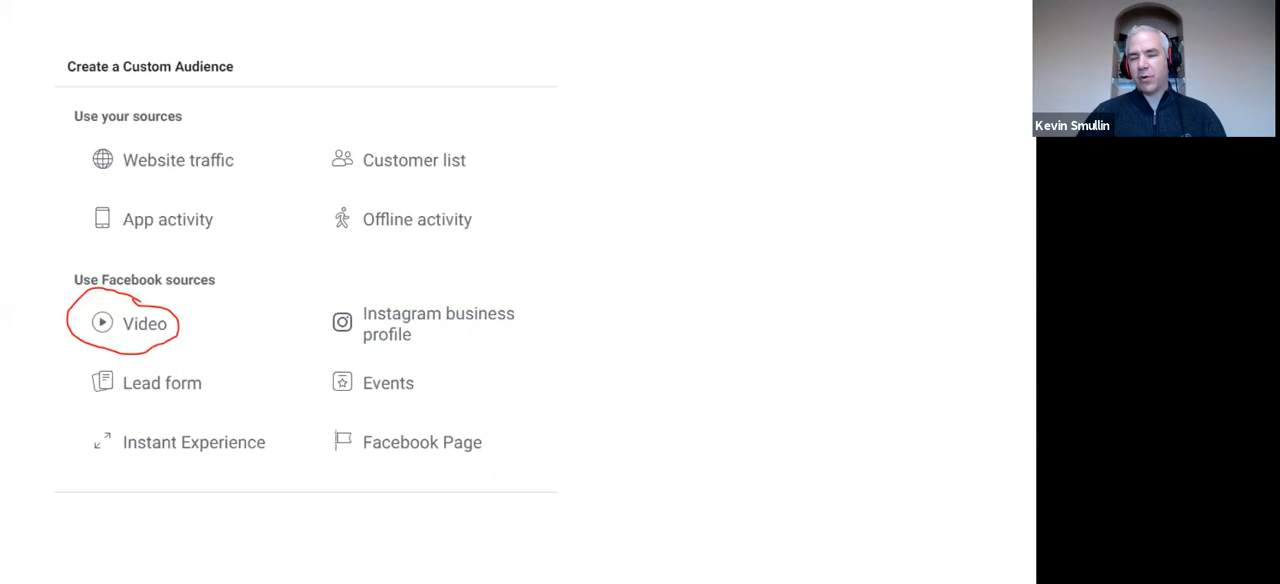 Create a Custom Audience
Use your sources
Website traffic
Customer list
App activity
Offline activity
Use Facebook sources
Video
Instagram business
profile
Lead form
Events
Instant Experience
Facebook Page
Kevin Smullin